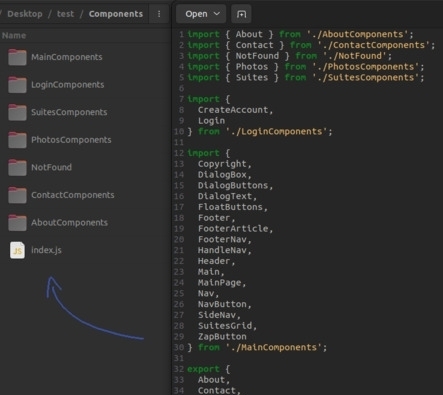 / Desktop / test / Components
Open
Name
MainComponents
LoginComponents
SuitesComponents
PhotosComponents
NotFound
ContactComponents
AboutComponents
JS
index.js
1 import { About } from './AboutComponents';
2 import { Contact } from './ContactComponents';
3 import { NotFound } from './NotFound';
4 import { Photos } from './PhotosComponents';
5 import { Suites } from './SuitesComponents';
6
7 import {
8 CreateAccount,
9 Login
10 } from './LoginComponents';
11
12 import {
13 Copyright,
14 DialogBox,
15 DialogButtons,
16 DialogText,
17 FloatButtons,
18 Footer,
19 FooterArticle,
20 FooterNav,
21 HandleNav,
22 Header,
23 Main,
24 MainPage,
25 Nav,
26 NavButton,
27 SideNav,
28 SuitesGrid,
29 ZapButton
30 } from './MainComponents';
31
32 export {
33 About,
34 Contact,